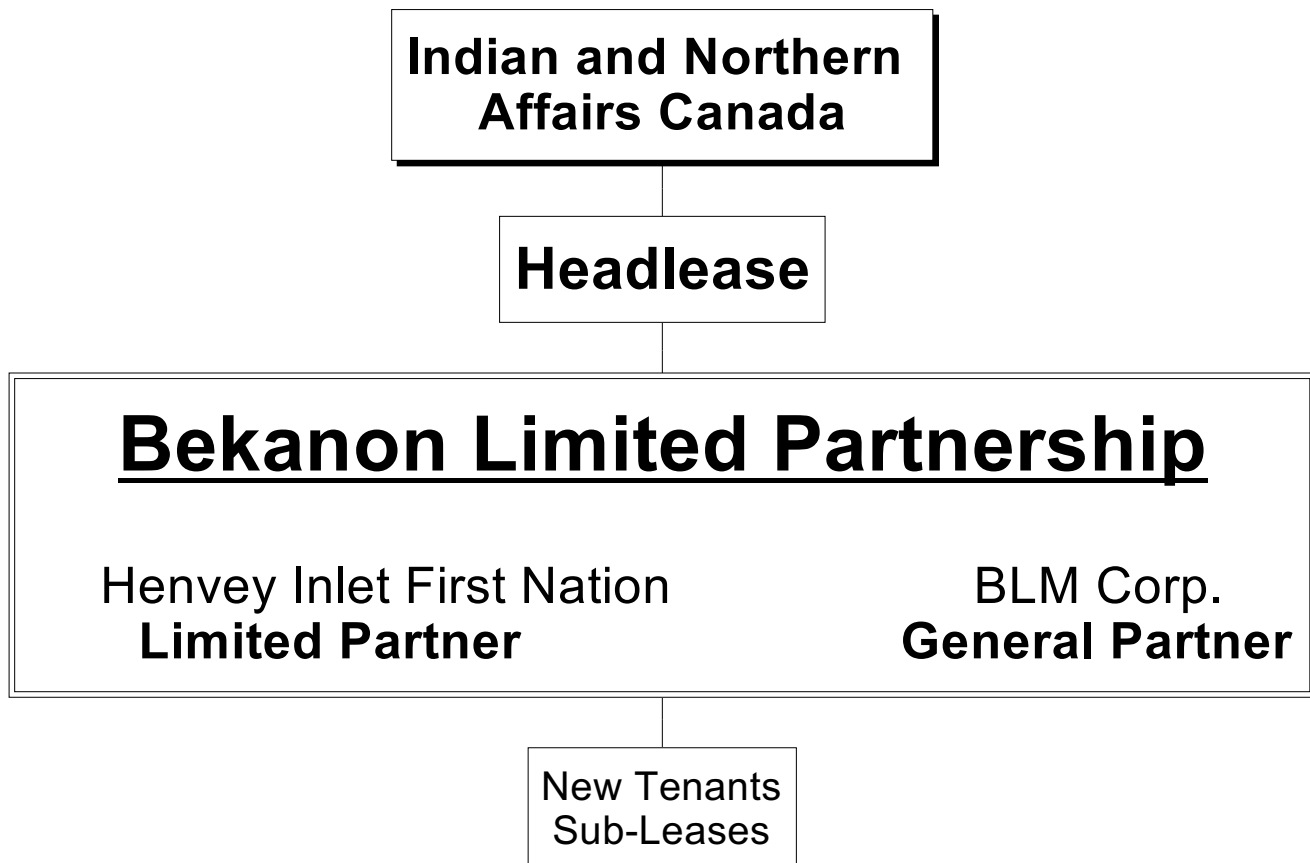 Indian and Northern
Affairs Canada
Headlease
Bekanon Limited Partnership
Henvey Inlet First Nation
Limited Partner
BLM Corp.
General Partner
New Tenants
Sub-Leases